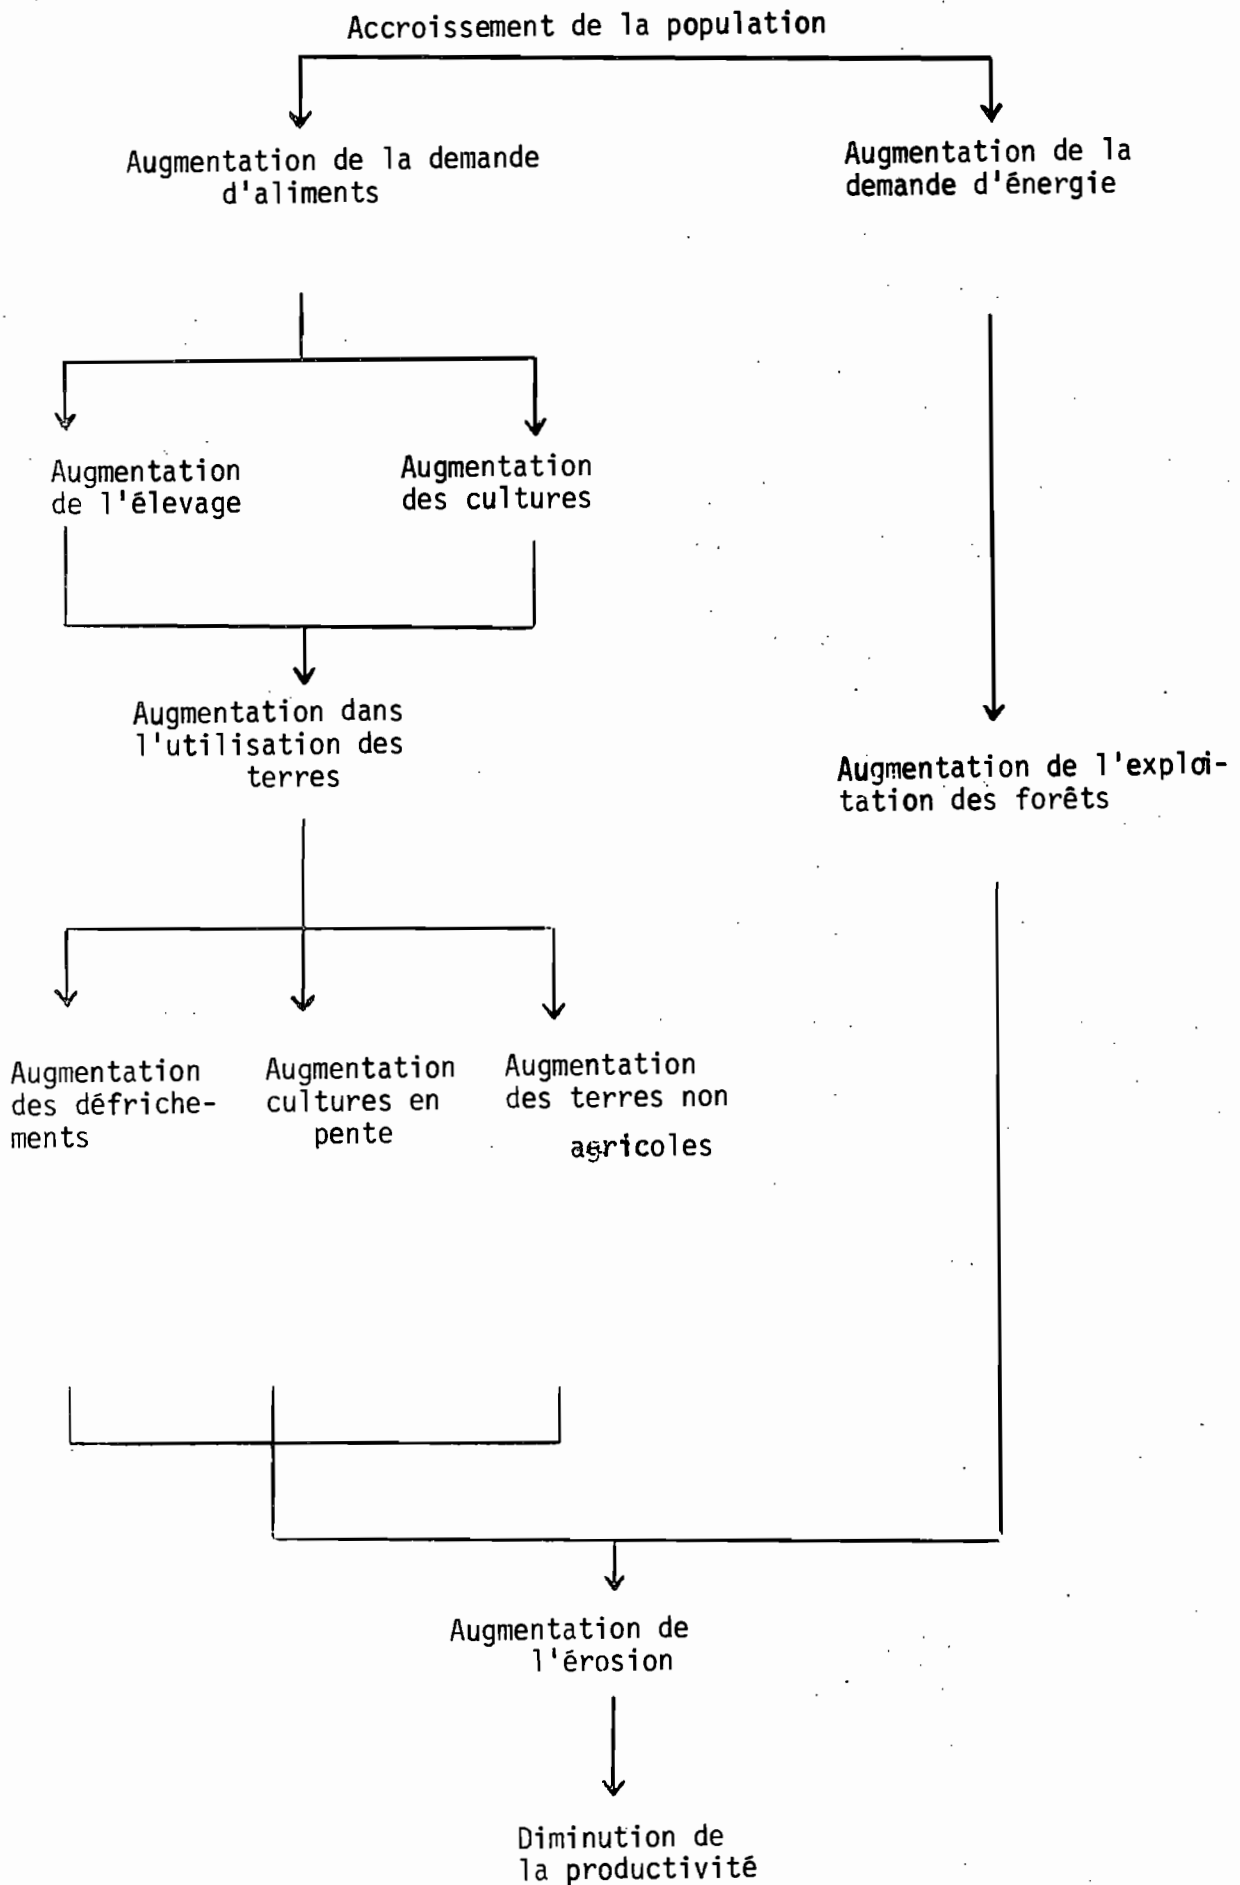 Accroissement de la population
Augmentation de la demande
d'aliments
Augmentation de la
demande d'énergie
Augmentation
de l'élevage
Augmentation
des cultures
Augmentation dans
l'utilisation des
terres
Augmentation de l'exploi-
tation des forêts
Augmentation
des défriche-
ments
Augmentation
cultures en
pente
Augmentation
des terres non
agricoles
Augmentation de
l'érosion
Diminution de
la productivité